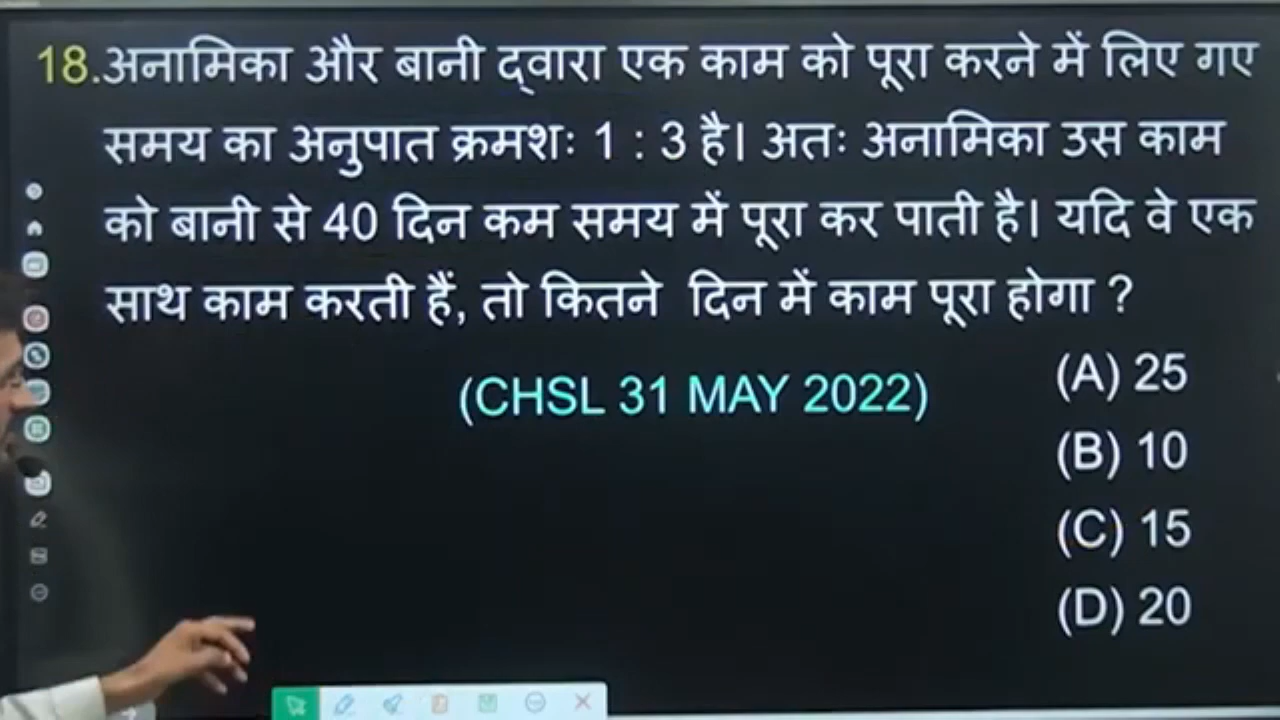 18.अनामिका और बानी द्वारा एक काम को पूरा करने में लिए गए
समय का अनुपात क्रमशः 1 : 3 है। अतः अनामिका उस काम
को बानी से 40 दिन कम समय में पूरा कर पाती है। यदि वे एक
साथ काम करती हैं, तो कितने दिन में काम पूरा होगा ?
(CHSL 31 MAY 2022)
(A) 25
(B) 10
(C) 15
(D) 20